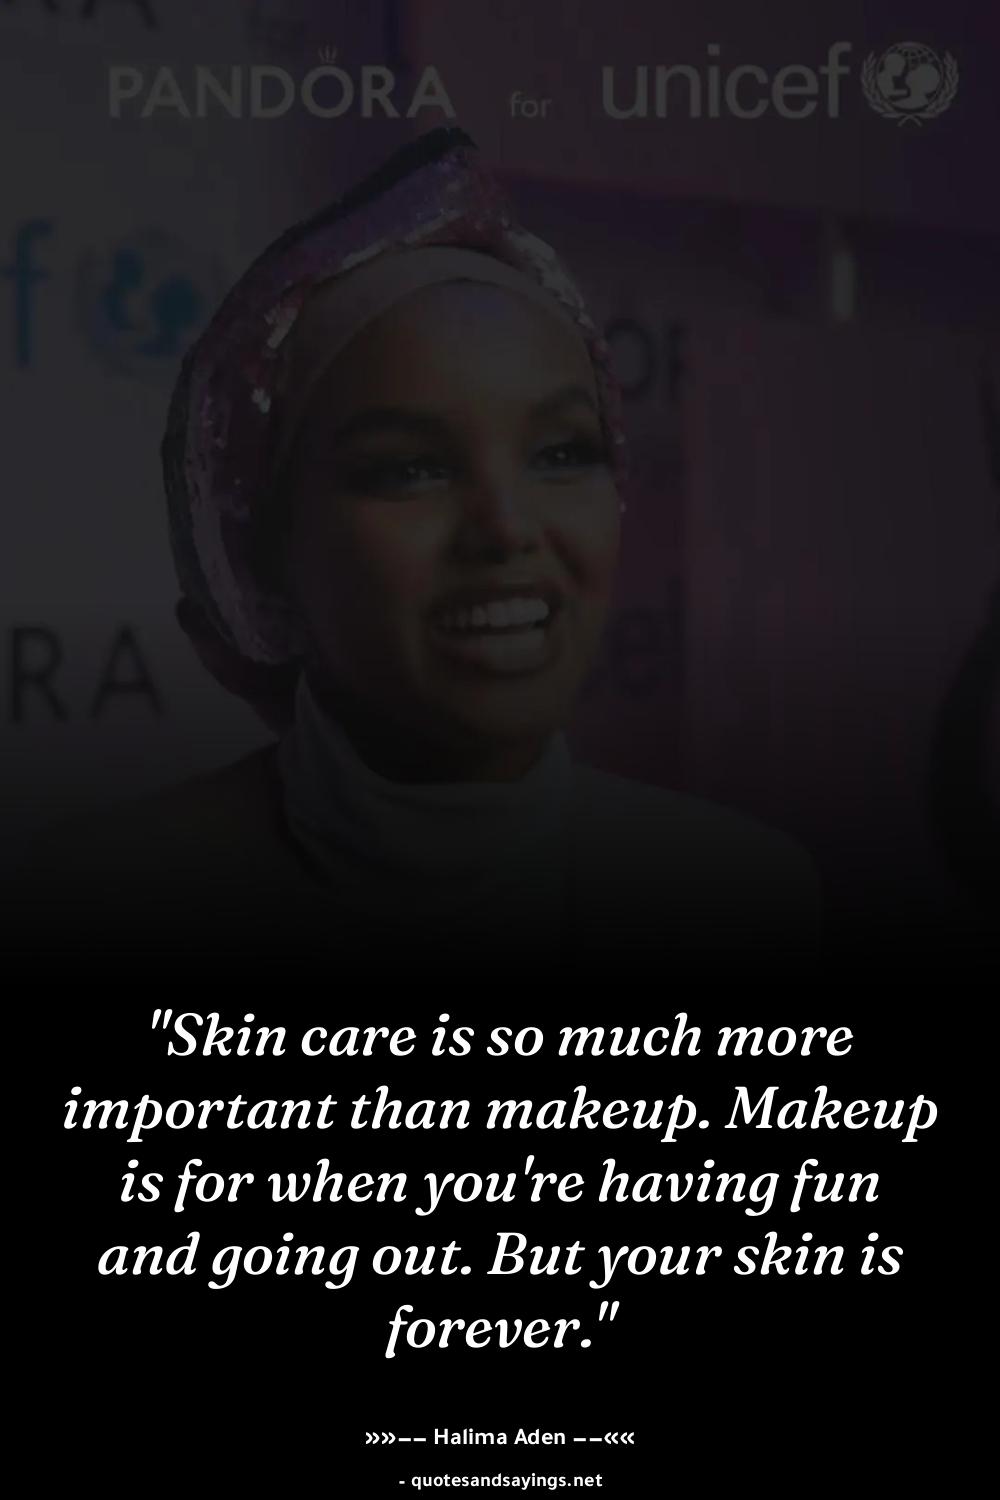 PANDORA for unicef
f
OR
RA
"Skin care is so much more
important than makeup. Makeup
is for when you're having fun
and going out. But your skin is
forever."
»»–– Halima Aden ––««
- quotesandsayings.net